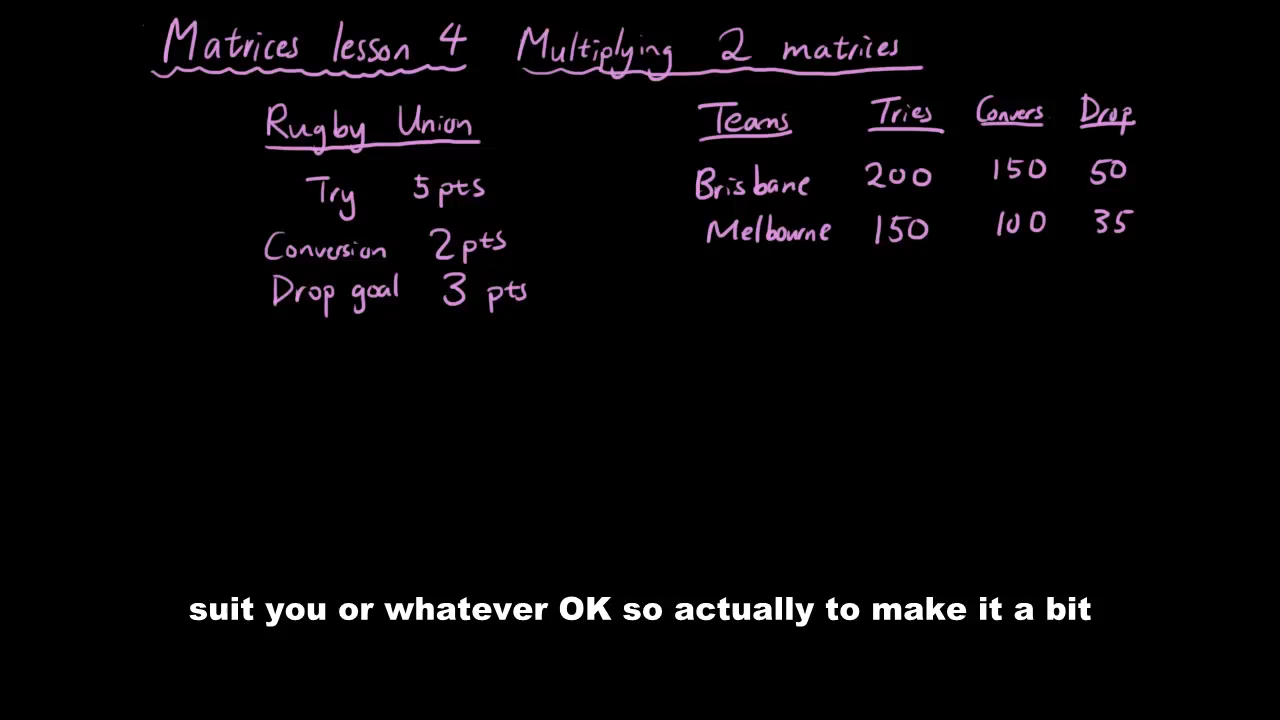 Matrices lesson 4 Multiplying 2 matrices
Rugby Union
Try 5 pts
Conversion 2 pts
Drop goal 3 pts
Teams Tries Convers Drop
Brisbane 200 150 50
Melbourne 150 100 35
suit you or whatever OK so actually to make it a bit